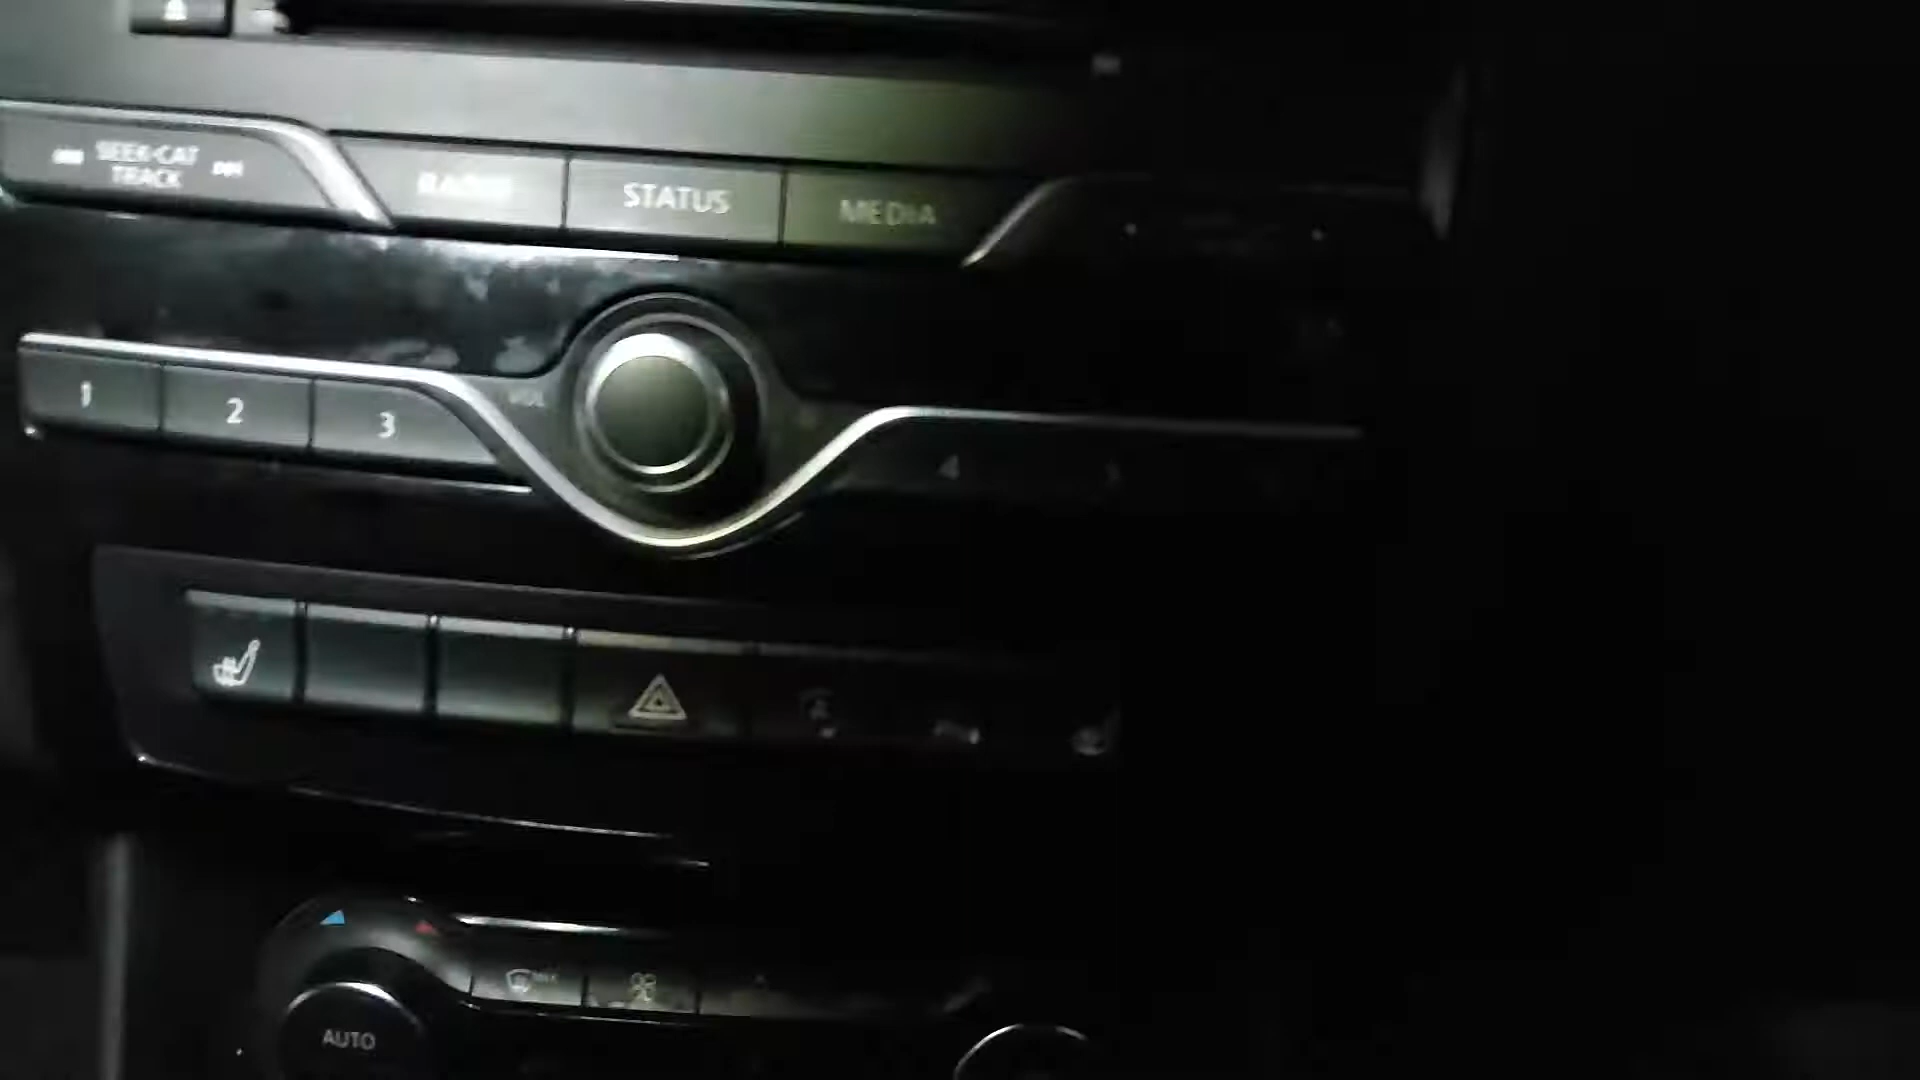 SEEK·CAT
TRACK
RADIO
STATUS
MEDIA
VOL
1
2
3
4
AUTO